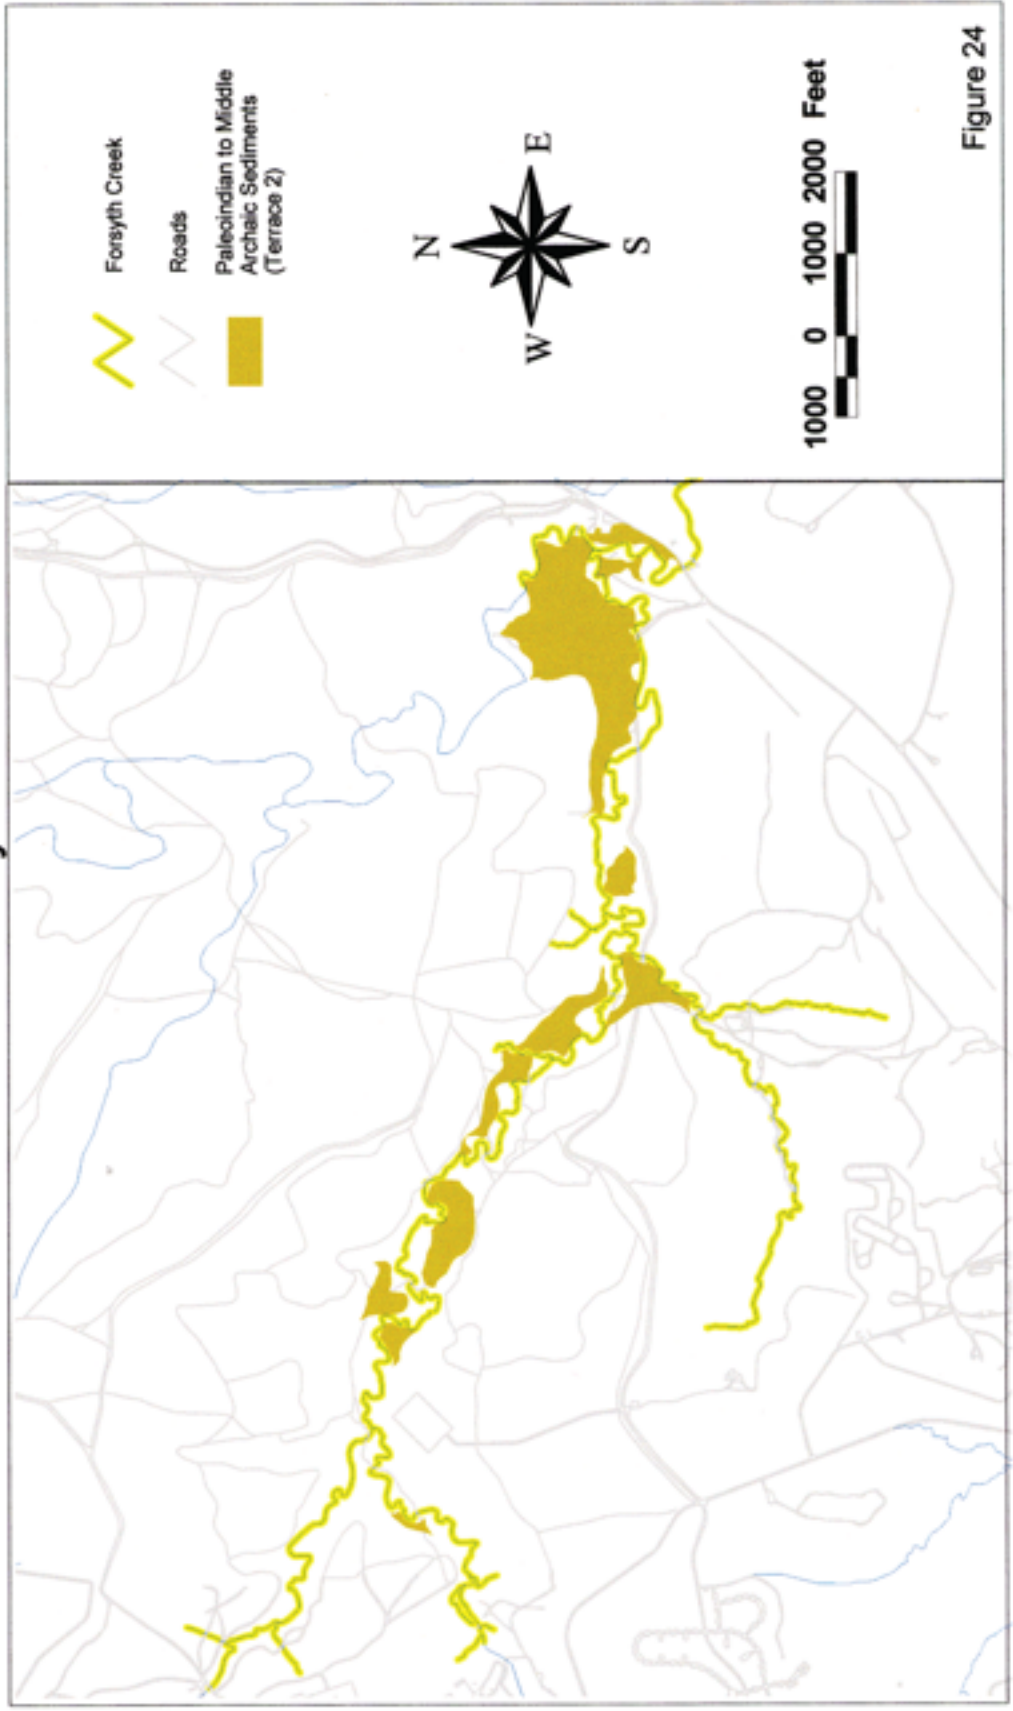 Forsyth Creek
Roads
Paleoindian to Middle
Archaic Sediments
(Terrace 2)
N
W
E
S
1000 0 1000 2000 Feet
Figure 24